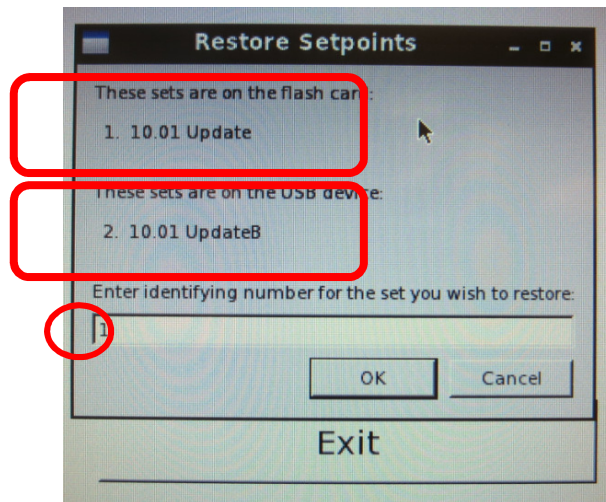 Restore Setpoints
These sets are on the flash card:
1. 10.01 Update
These sets are on the USB device:
2. 10.01 UpdateB
Enter identifying number for the set you wish to restore:
1
OK Cancel
Exit